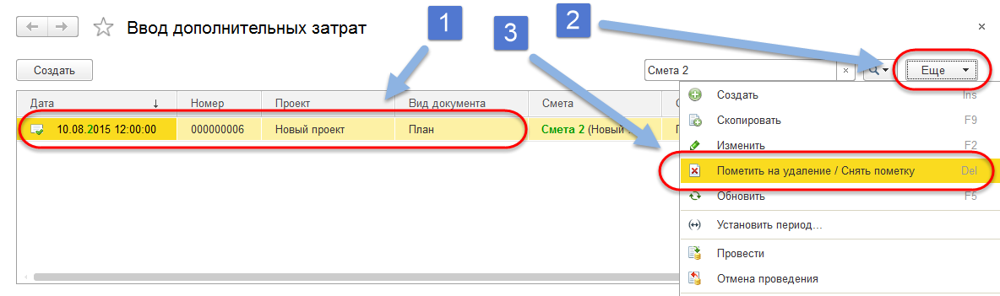 Ввод дополнительных затрат
1
3
2
×
Создать
Смета 2
×
Еще
Дата ↓ Номер Проект Вид документа Смета
10.08.2015 12:00:00 000000006 Новый проект План Смета 2 (Новый
Создать Ins
Скопировать F9
Изменить F2
Пометить на удаление / Снять пометку Del
Обновить F5
Установить период...
Провести
Отмена проведения